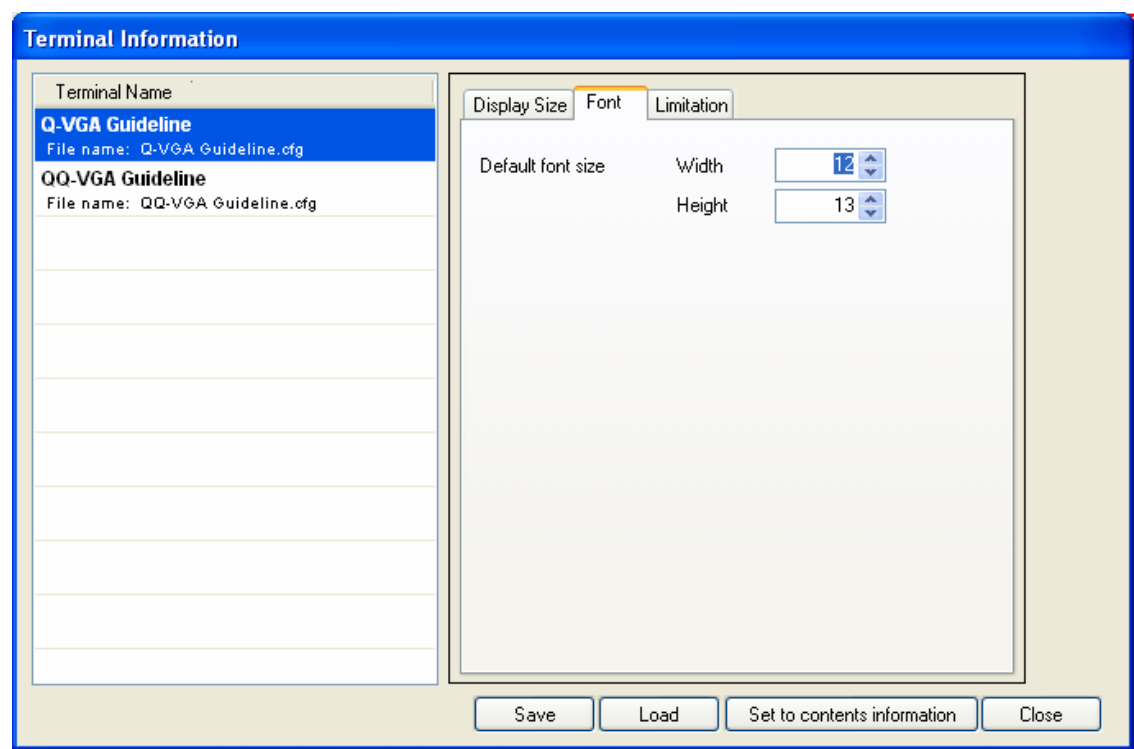 Terminal Information
Terminal Name
Q-VGA Guideline
File name: Q-VGA Guideline.cfg
QQ-VGA Guideline
File name: QQ-VGA Guideline.cfg
Display Size Font Limitation
Default font size Width 12
Height 13
Save Load Set to contents information Close